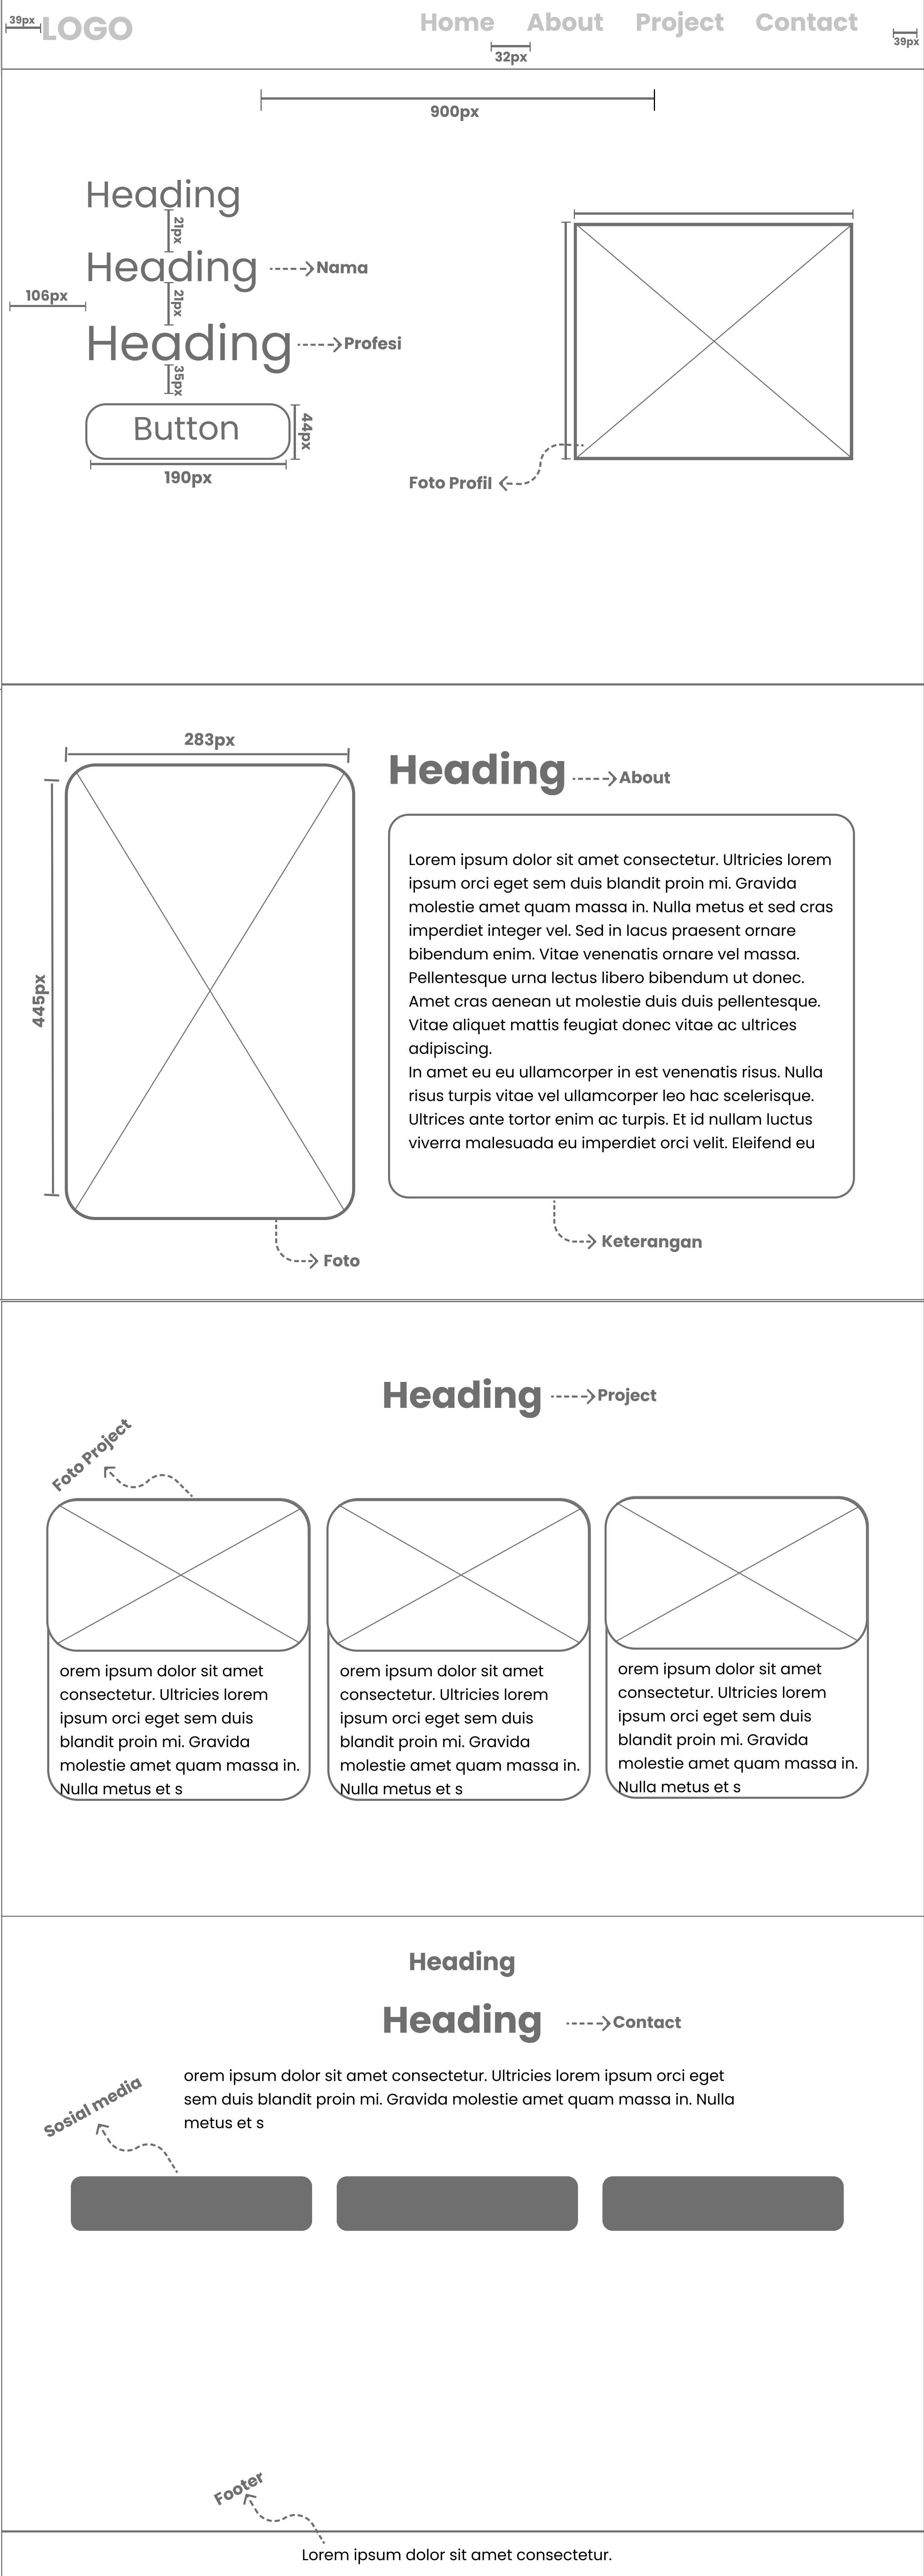 39px
LOGO
Home About Project Contact
32px
39px
900px
Heading
21px
Heading
Nama
106px
21px
Heading
Profesi
35px
Button
44px
190px
Foto Profil
283px
Heading
About
445px
Lorem ipsum dolor sit amet consectetur. Ultricies lorem
ipsum orci eget sem duis blandit proin mi. Gravida
molestie amet quam massa in. Nulla metus et sed cras
imperdiet integer vel. Sed in lacus praesent ornare
bibendum enim. Vitae venenatis ornare vel massa.
Pellentesque urna lectus libero bibendum ut donec.
Amet cras aenean ut molestie duis duis pellentesque.
Vitae aliquet mattis feugiat donec vitae ac ultrices
adipiscing.
In amet eu eu ullamcorper in est venenatis risus. Nulla
risus turpis vitae vel ullamcorper leo hac scelerisque.
Ultrices ante tortor enim ac turpis. Et id nullam luctus
viverra malesuada eu imperdiet orci velit. Eleifend eu
Keterangan
Foto
Heading
Project
Foto Project
orem ipsum dolor sit amet
consectetur. Ultricies lorem
ipsum orci eget sem duis
blandit proin mi. Gravida
molestie amet quam massa in.
Nulla metus et s
orem ipsum dolor sit amet
consectetur. Ultricies lorem
ipsum orci eget sem duis
blandit proin mi. Gravida
molestie amet quam massa in.
Nulla metus et s
orem ipsum dolor sit amet
consectetur. Ultricies lorem
ipsum orci eget sem duis
blandit proin mi. Gravida
molestie amet quam massa in.
Nulla metus et s
Heading
Heading
Contact
orem ipsum dolor sit amet consectetur. Ultricies lorem ipsum orci eget
sem duis blandit proin mi. Gravida molestie amet quam massa in. Nulla
metus et s
Sosial media
Footer
Lorem ipsum dolor sit amet consectetur.